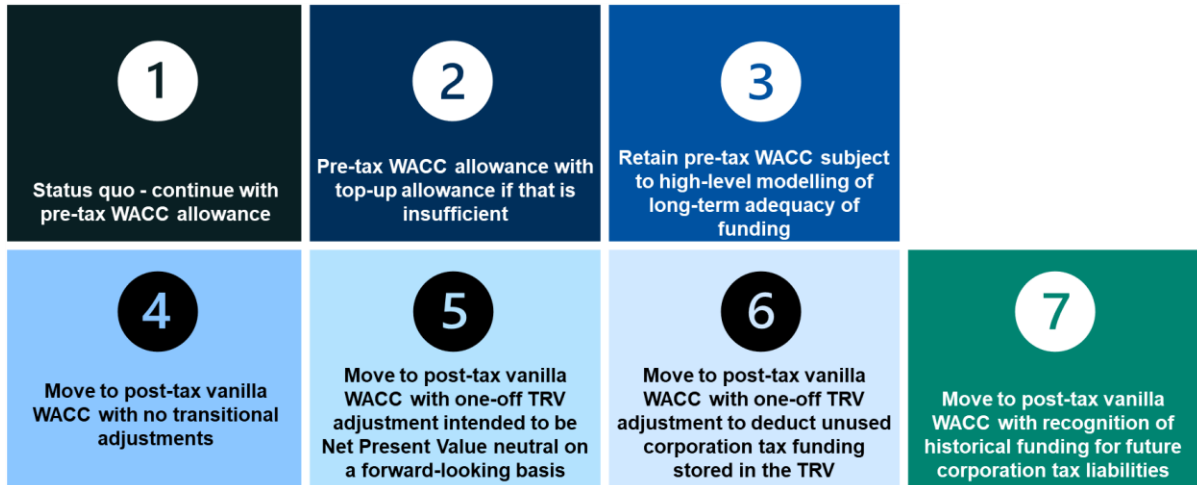 1
Status quo - continue with
pre-tax WACC allowance
2
Pre-tax WACC allowance with
top-up allowance if that is
insufficient
3
Retain pre-tax WACC subject
to high-level modelling of
long-term adequacy of
funding
4
Move to post-tax vanilla
WACC with no transitional
adjustments
5
Move to post-tax vanilla
WACC with one-off TRV
adjustment intended to be
Net Present Value neutral on
a forward-looking basis
6
Move to post-tax vanilla
WACC with one-off TRV
adjustment to deduct unused
corporation tax funding
stored in the TRV
7
Move to post-tax vanilla
WACC with recognition of
historical funding for future
corporation tax liabilities